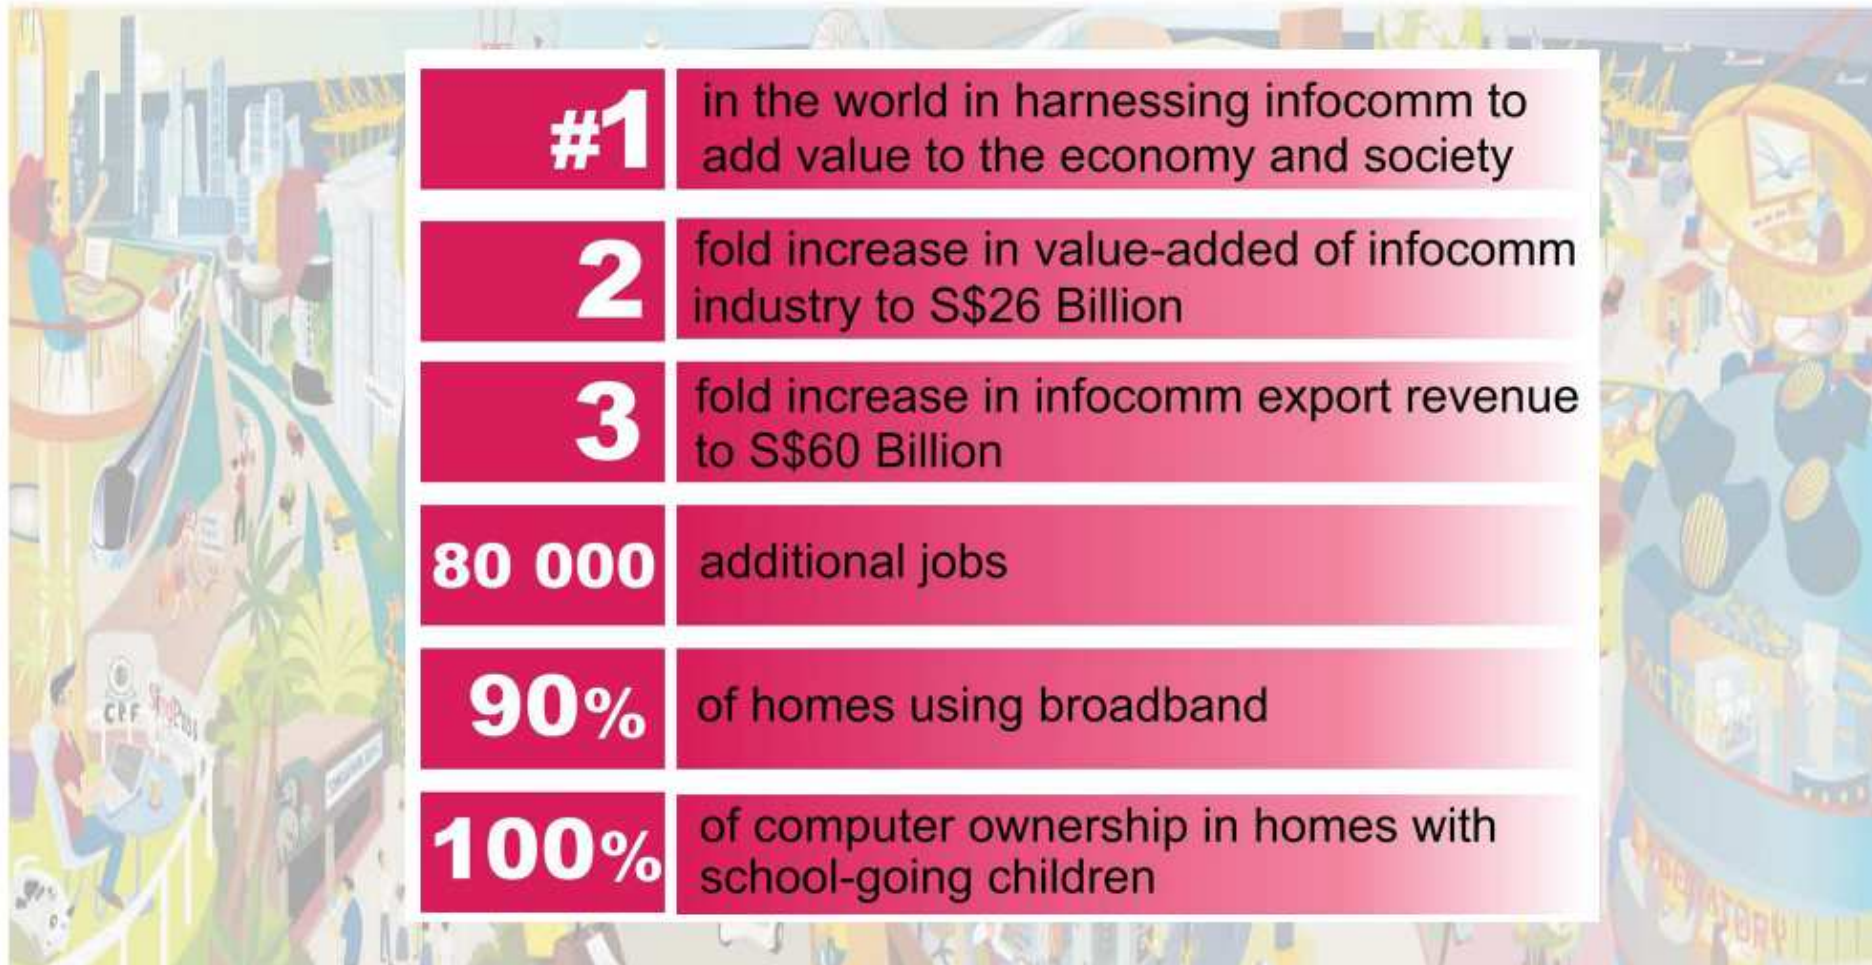 #1 in the world in harnessing infocomm to
add value to the economy and society
2 fold increase in value-added of infocomm
industry to S$26 Billion
3 fold increase in infocomm export revenue
to S$60 Billion
80 000 additional jobs
90% of homes using broadband
100% of computer ownership in homes with
school-going children
CPF